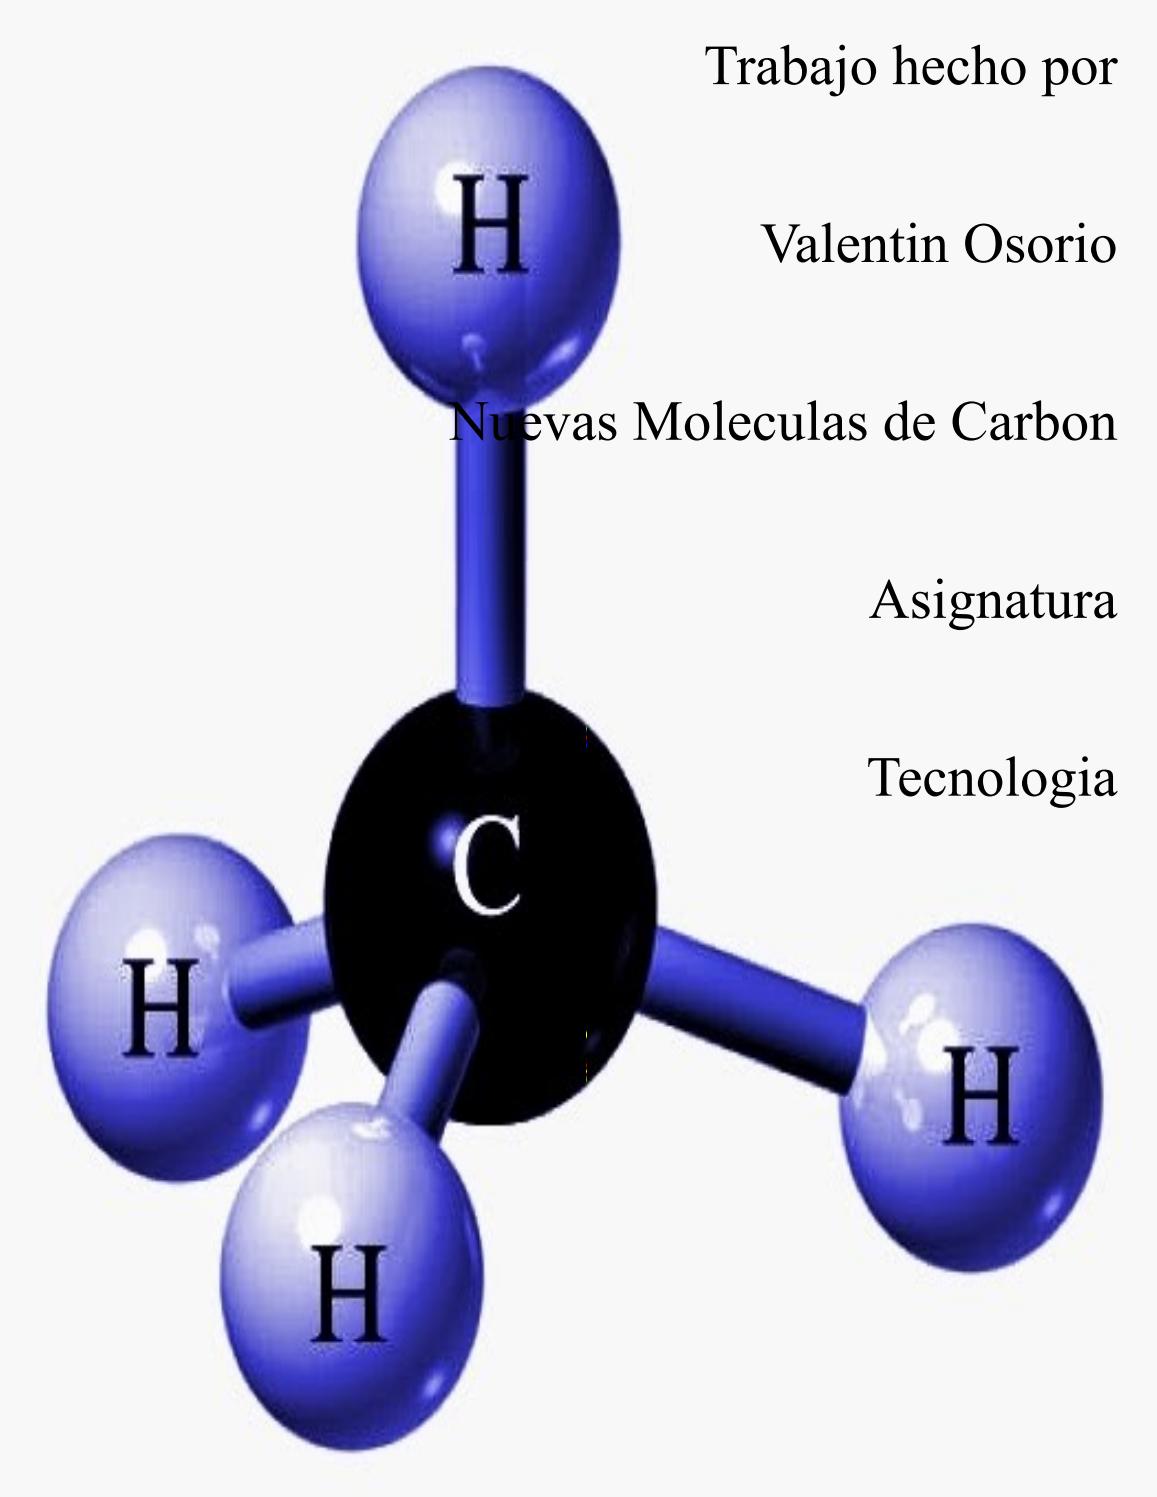 Trabajo hecho por
H
Valentin Osorio
Nuevas Moleculas de Carbon
Asignatura
Tecnologia
C
H
H
H